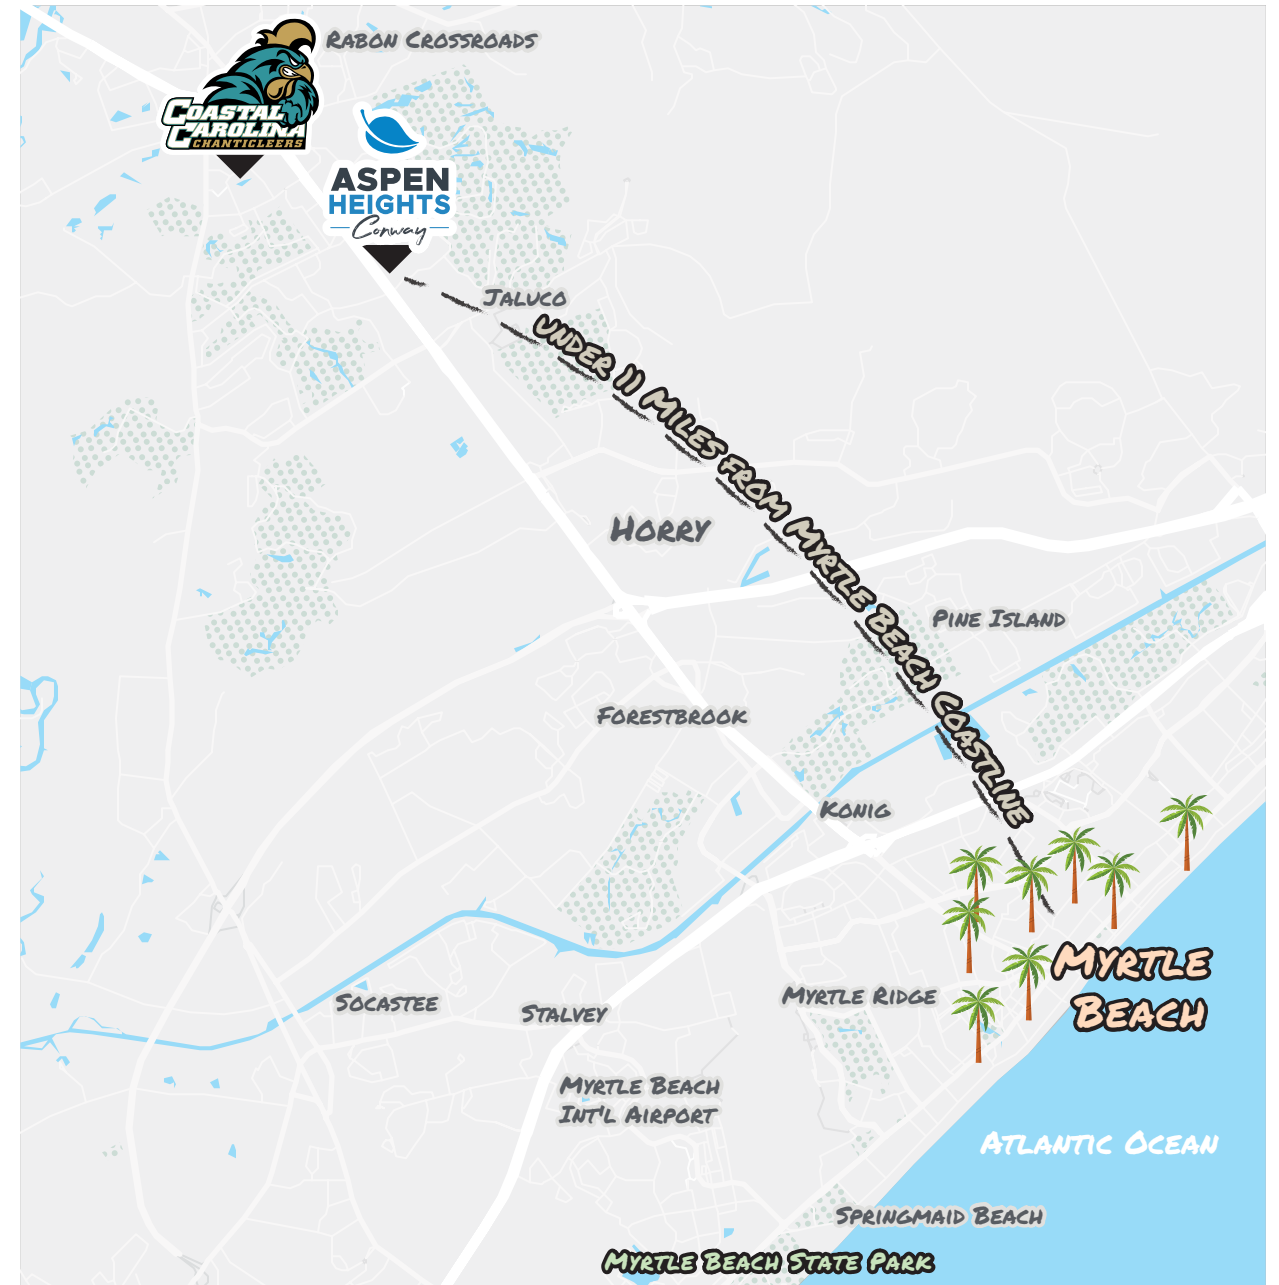 Rabon Crossroads
COASTAL
CAROLINA
CHANTICLEERS
ASPEN
HEIGHTS
Conway
Jaluco
under 11 Miles from Myrtle Beach Coastline
Horry
Pine Island
Forestbrook
Konig
Myrtle
Beach
Myrtle Ridge
Socastee
Stalvey
Myrtle Beach
Int'l Airport
Atlantic Ocean
Springmaid Beach
Myrtle Beach State Park